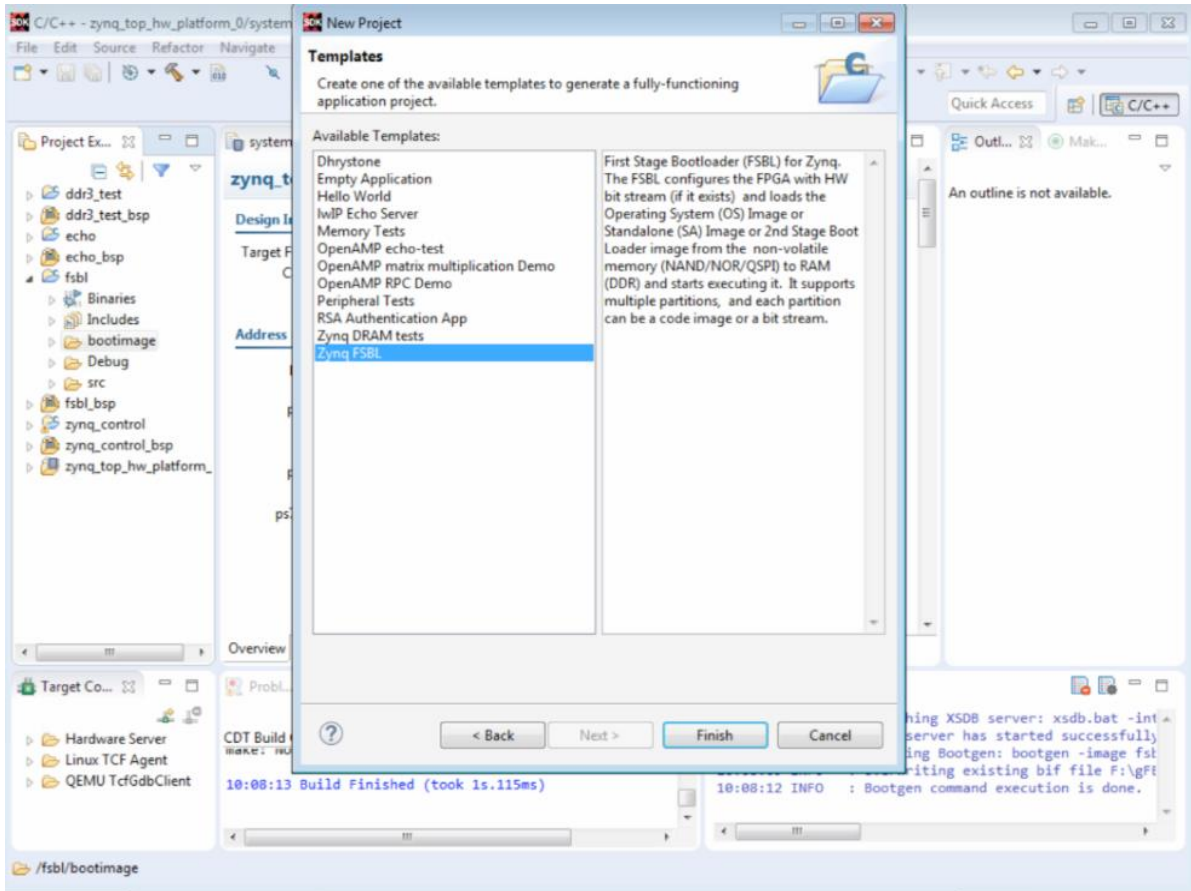 SDK C/C++ - zynq_top_hw_platform_0/system
SDK New Project
File Edit Source Refactor Navigate
Quick Access
C/C++
Templates
Create one of the available templates to generate a fully-functioning
application project.
Project Ex...
system
Outl...
Mak...
An outline is not available.
ddr3_test
ddr3_test_bsp
echo
echo_bsp
fsbl
Binaries
Includes
bootimage
Debug
src
fsbl_bsp
zynq_control
zynq_control_bsp
zynq_top_hw_platform_
zynq_t
Design I
Target F
C
Address
p
p
ps7
Overview
Available Templates:
Dhrystone
Empty Application
Hello World
lwIP Echo Server
Memory Tests
OpenAMP echo-test
OpenAMP matrix multiplication Demo
OpenAMP RPC Demo
Peripheral Tests
RSA Authentication App
Zynq DRAM tests
Zynq FSBL
First Stage Bootloader (FSBL) for Zynq.
The FSBL configures the FPGA with HW
bit stream (if it exists) and loads the
Operating System (OS) Image or
Standalone (SA) Image or 2nd Stage Boot
Loader image from the non-volatile
memory (NAND/NOR/QSPI) to RAM
(DDR) and starts executing it. It supports
multiple partitions, and each partition
can be a code image or a bit stream.
< Back
Next >
Finish
Cancel
Target Co...
Hardware Server
Linux TCF Agent
QEMU TcfGdbClient
Probl...
CDT Build
10:08:13 Build Finished (took 1s.115ms)
hing XSDB server: xsdb.bat -int
server has started successfully
ing Bootgen: bootgen -image fsb
riting existing bif file F:\gFE
10:08:12 INFO : Bootgen command execution is done.
/fsbl/bootimage